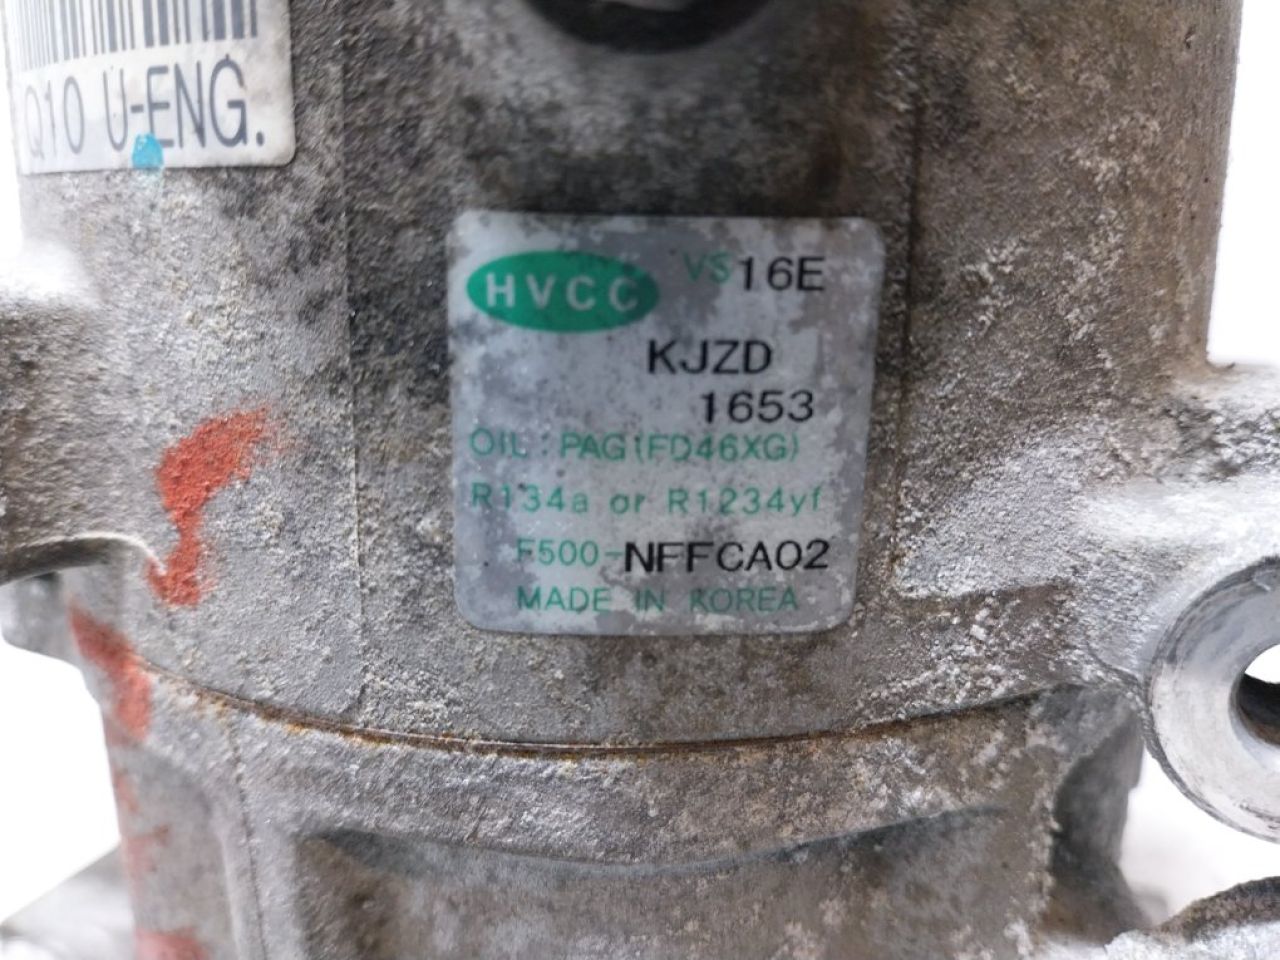 Q10 U-ENG.
HVCC VS16E
KJZD
1653
OIL : PAG(FD46XG)
R134a or R1234yf
F500-NFFCA02
MADE IN KOREA